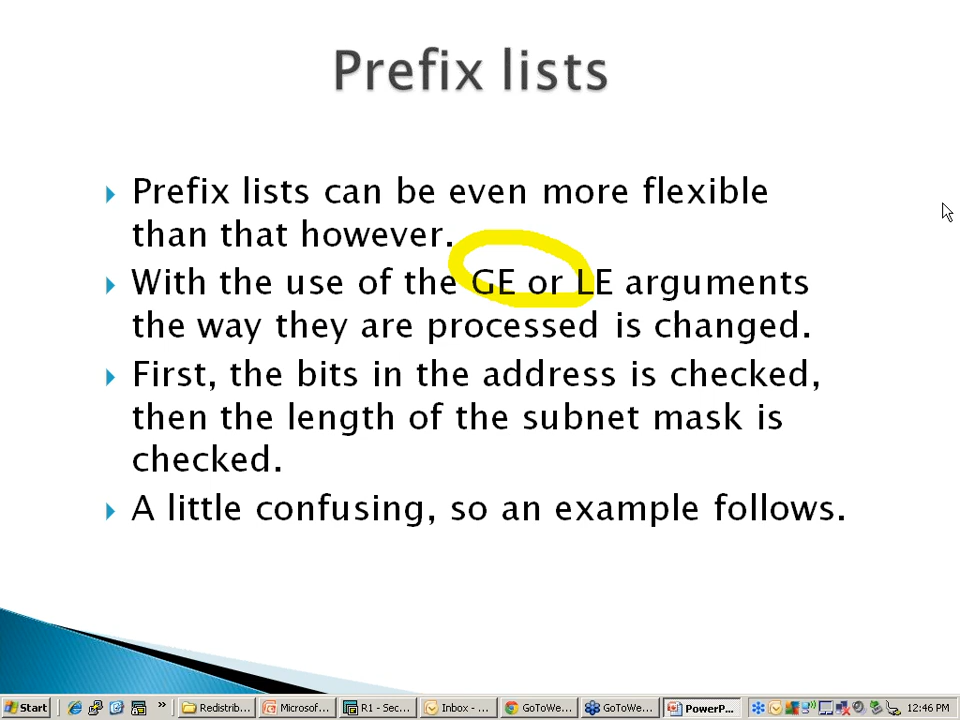 Prefix lists
Prefix lists can be even more flexible
than that however.
With the use of the GE or LE arguments
the way they are processed is changed.
First, the bits in the address is checked,
then the length of the subnet mask is
checked.
A little confusing, so an example follows.
Start » Redistrib... Microsof... R1 - Sec... Inbox - ... GoToWe... GoToWe... PowerP... 12:46 PM